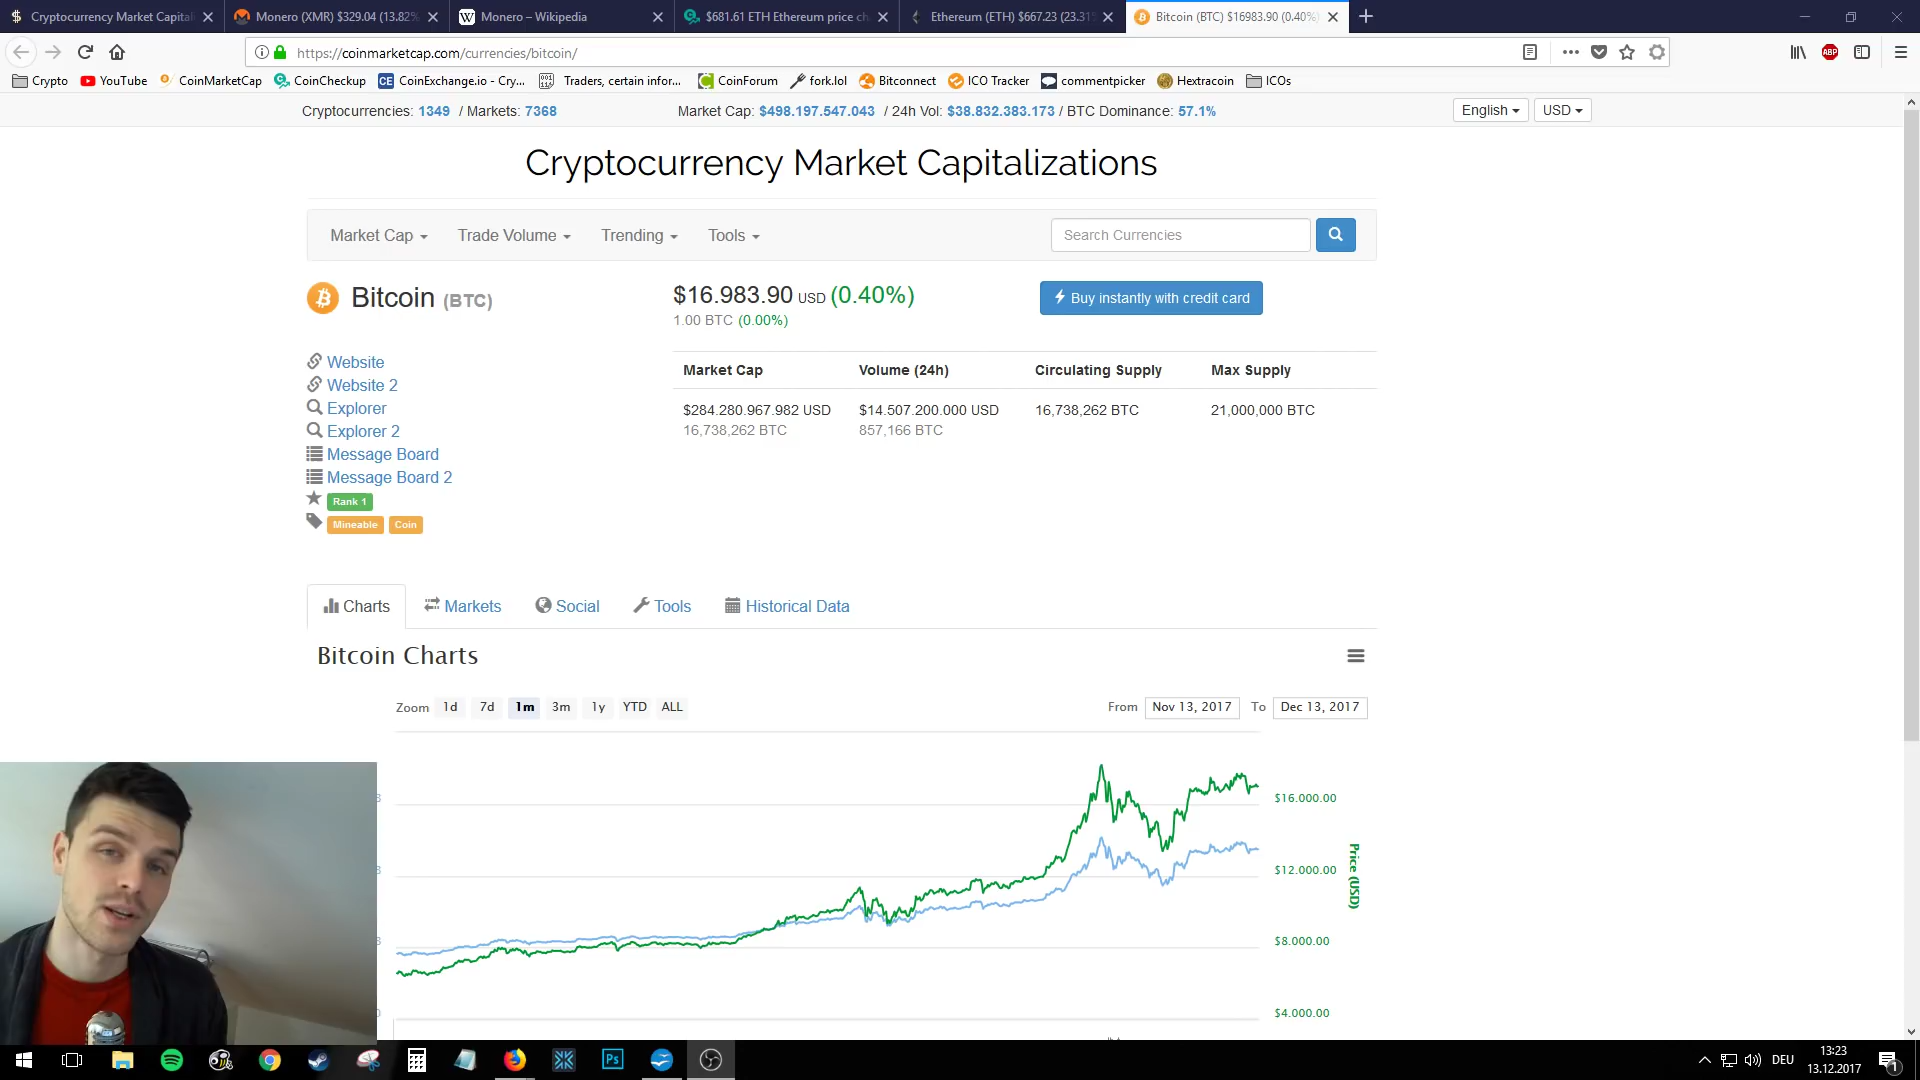 Cryptocurrency Market Capital
Monero (XMR) $329.04 (13.82%
Monero – Wikipedia
$681.61 ETH Ethereum price ch
Ethereum (ETH) $667.23 (23.31%
Bitcoin (BTC) $16983.90 (0.40%)
https://coinmarketcap.com/currencies/bitcoin/
Crypto
YouTube
CoinMarketCap
CoinCheckup
CoinExchange.io - Cry...
Traders, certain infor...
CoinForum
fork.lol
Bitconnect
ICO Tracker
commentpicker
Hextracoin
ICOs
Cryptocurrencies: 1349 / Markets: 7368
Market Cap: $498.197.547.043 / 24h Vol: $38.832.383.173 / BTC Dominance: 57.1%
English
USD
Cryptocurrency Market Capitalizations
Market Cap
Trade Volume
Trending
Tools
Search Currencies
Bitcoin (BTC)
$16.983.90 USD (0.40%)
1.00 BTC (0.00%)
Buy instantly with credit card
Website
Website 2
Explorer
Explorer 2
Message Board
Message Board 2
Rank 1
Mineable Coin
Market Cap Volume (24h) Circulating Supply Max Supply
$284.280.967.982 USD $14.507.200.000 USD 16,738,262 BTC 21,000,000 BTC
16,738,262 BTC 857,166 BTC
Charts
Markets
Social
Tools
Historical Data
Bitcoin Charts
Zoom 1d 7d 1m 3m 1y YTD ALL
From Nov 13, 2017 To Dec 13, 2017
$16.000.00
$12.000.00
$8.000.00
$4.000.00
Price (USD)
ABP
CE
W
Ps
DEU
13:23
13.12.2017
1